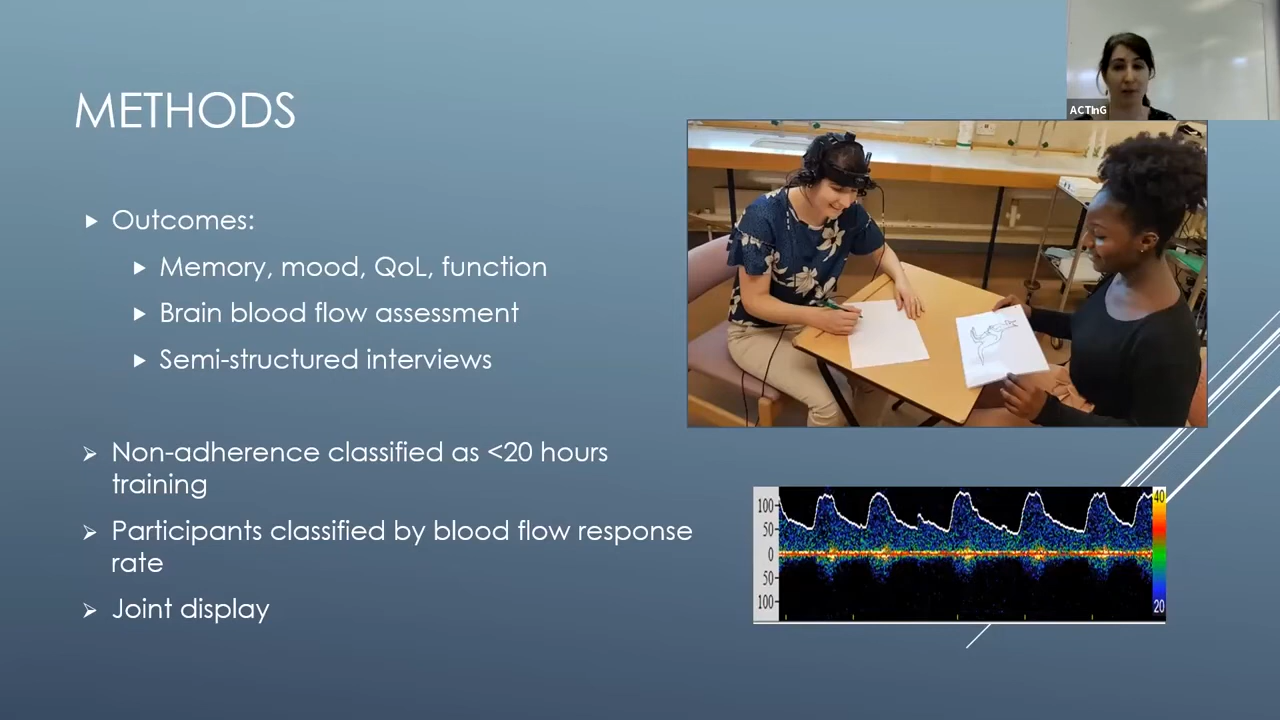 METHODS
ACTInG
Outcomes:
Memory, mood, QoL, function
Brain blood flow assessment
Semi-structured interviews
Non-adherence classified as <20 hours
training
Participants classified by blood flow response
rate
Joint display
100
50
0
50
100
40
20